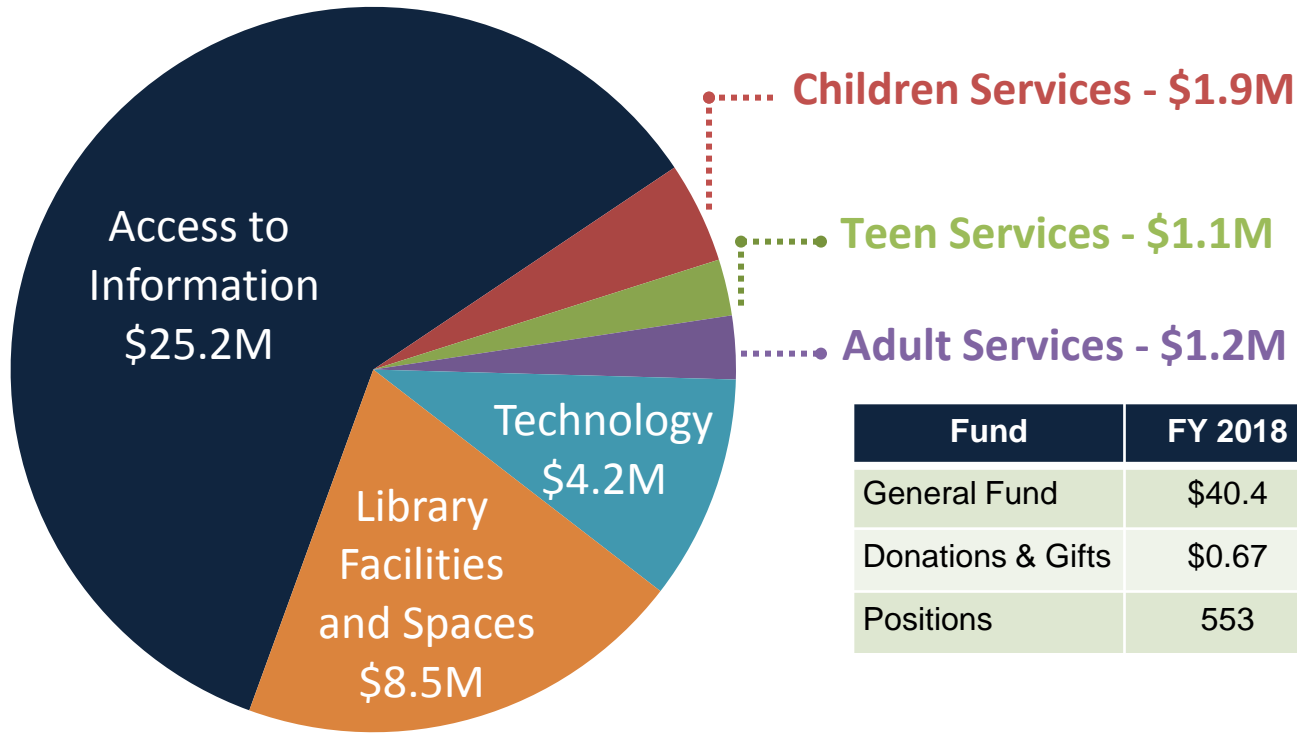 Children Services - $1.9M
Access to
Information
$25.2M
Teen Services - $1.1M
Adult Services - $1.2M
Technology
$4.2M
Library
Facilities
and Spaces
$8.5M
Fund FY 2018
General Fund $40.4
Donations & Gifts $0.67
Positions 553